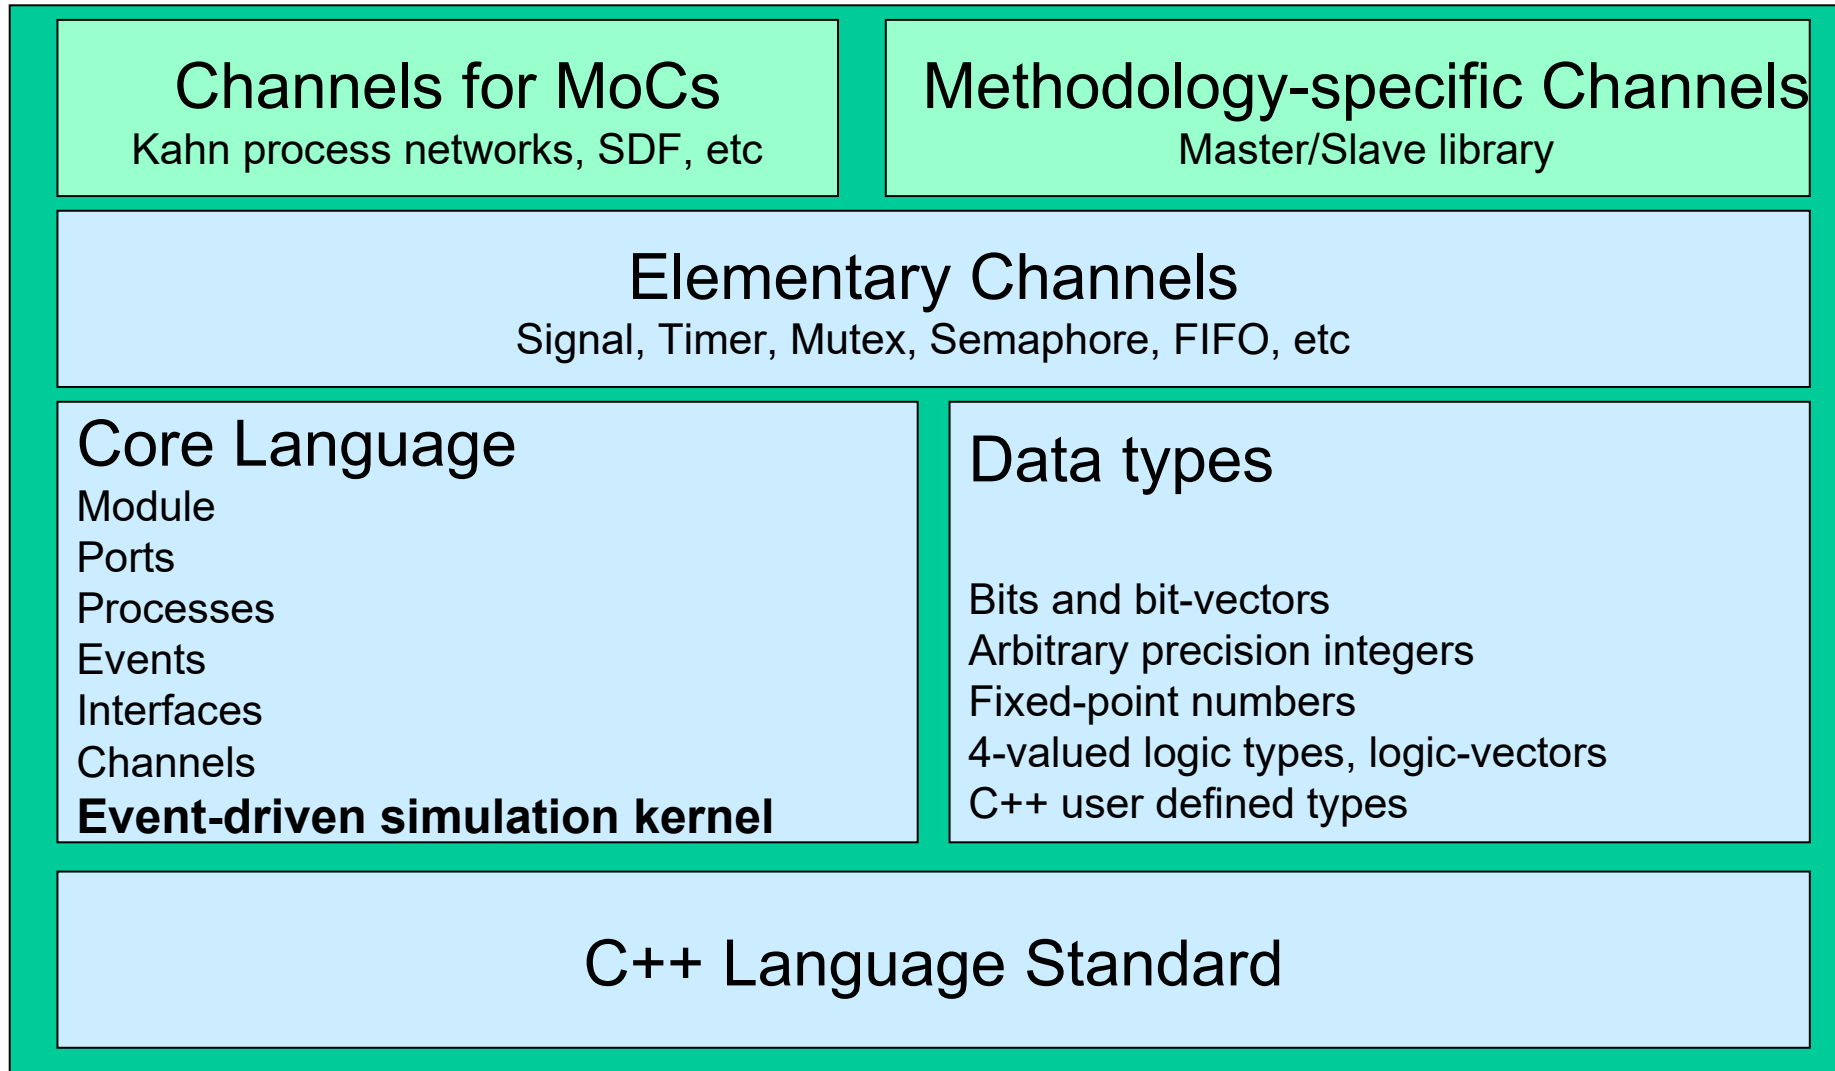 Channels for MoCs
Kahn process networks, SDF, etc
Methodology-specific Channels
Master/Slave library
Elementary Channels
Signal, Timer, Mutex, Semaphore, FIFO, etc
Core Language
Module
Ports
Processes
Events
Interfaces
Channels
Event-driven simulation kernel
Data types
Bits and bit-vectors
Arbitrary precision integers
Fixed-point numbers
4-valued logic types, logic-vectors
C++ user defined types
C++ Language Standard